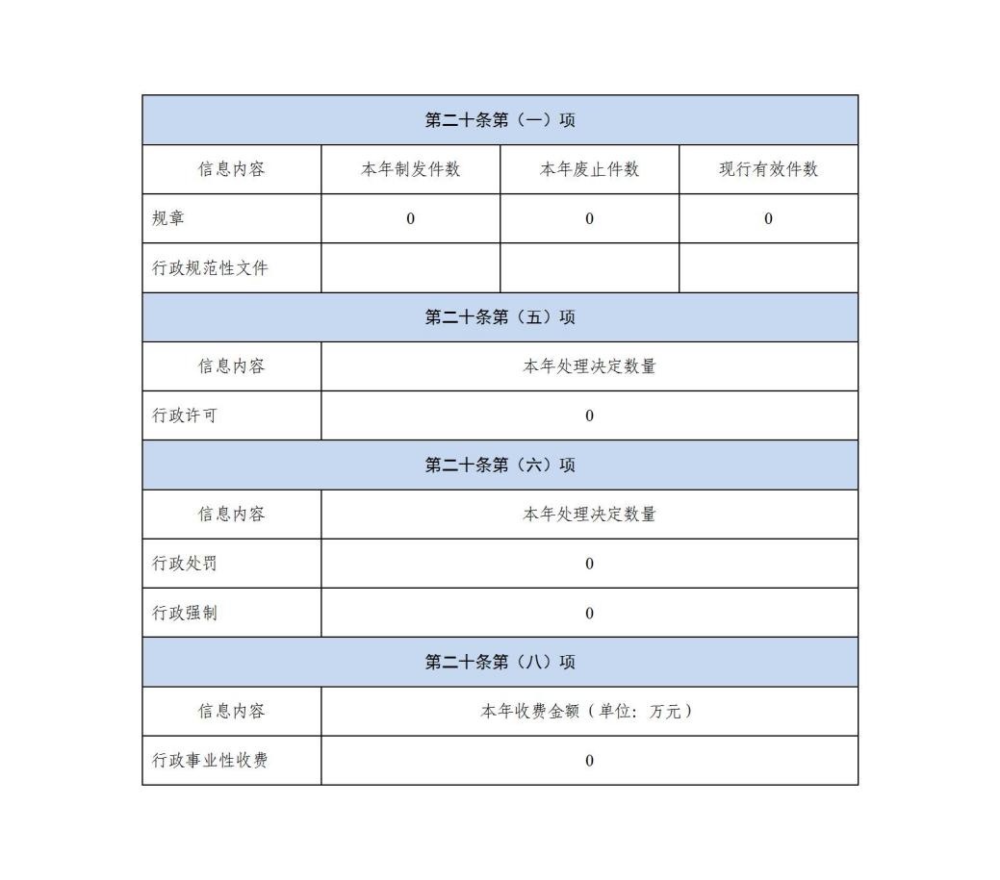 第二十条第（一）项
信息内容 本年制发件数 本年废止件数 现行有效件数
规章 0 0 0
行政规范性文件
第二十条第（五）项
信息内容 本年处理决定数量
行政许可 0
第二十条第（六）项
信息内容 本年处理决定数量
行政处罚 0
行政强制 0
第二十条第（八）项
信息内容 本年收费金额（单位：万元）
行政事业性收费 0